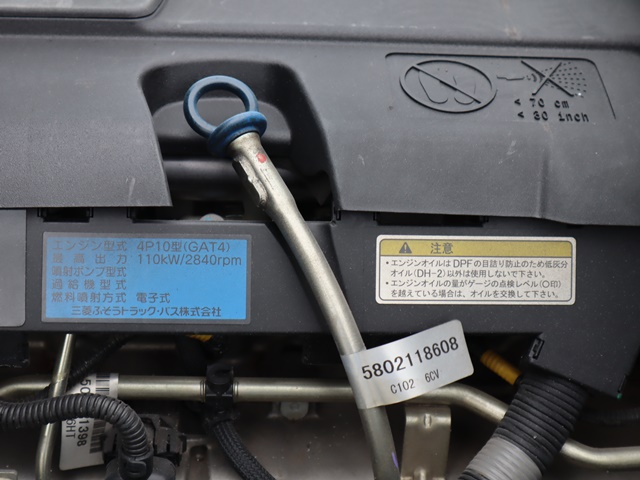 < 70 cm
< 30 inch
エンジン型式 4P10型(GAT4)
最高出力 110kW/2840rpm
噴射ポンプ型式
過給機型式
燃料噴射方式 電子式
三菱ふそうトラック・バス株式会社
注意
•エンジンオイルはDPFの目詰り防止のため低灰分
オイル(DH-2)以外は使用しないで下さい。
•エンジンオイルの量がゲージの点検レベル(○印)
を越えている場合は、オイルを交換して下さい。
5802118608
C102 6CV